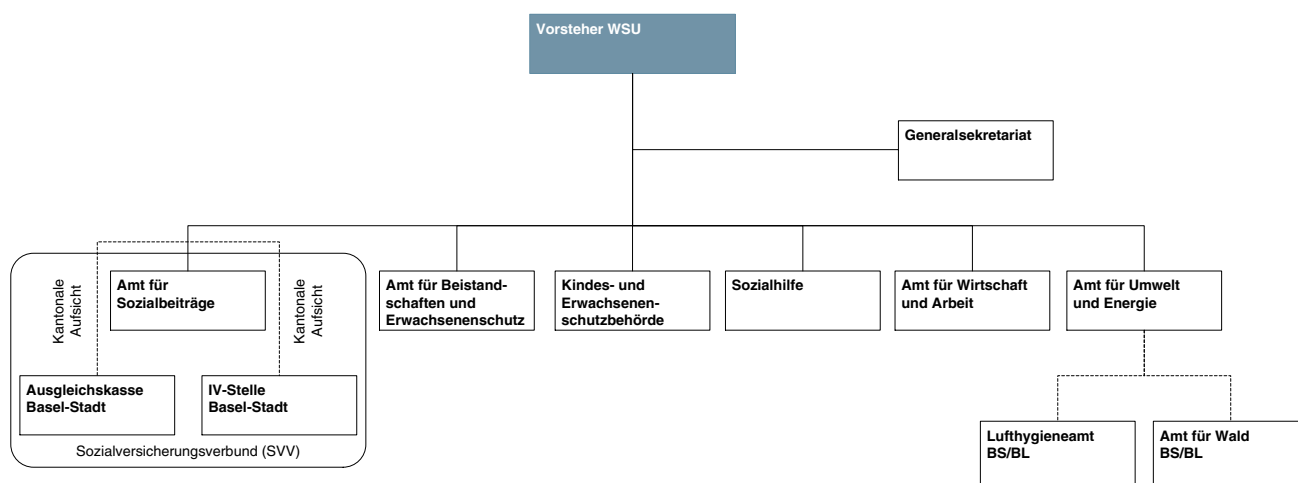 Vorsteher WSU
Generalsekretariat
Kantonale
Aufsicht
Amt für
Sozialbeiträge
Kantonale
Aufsicht
Amt für Beistand-
schaften und
Erwachsenenschutz
Kindes- und
Erwachsenen-
schutzbehörde
Sozialhilfe
Amt für Wirtschaft
und Arbeit
Amt für Umwelt
und Energie
Ausgleichskasse
Basel-Stadt
IV-Stelle
Basel-Stadt
Sozialversicherungsverbund (SVV)
Lufthygieneamt
BS/BL
Amt für Wald
BS/BL